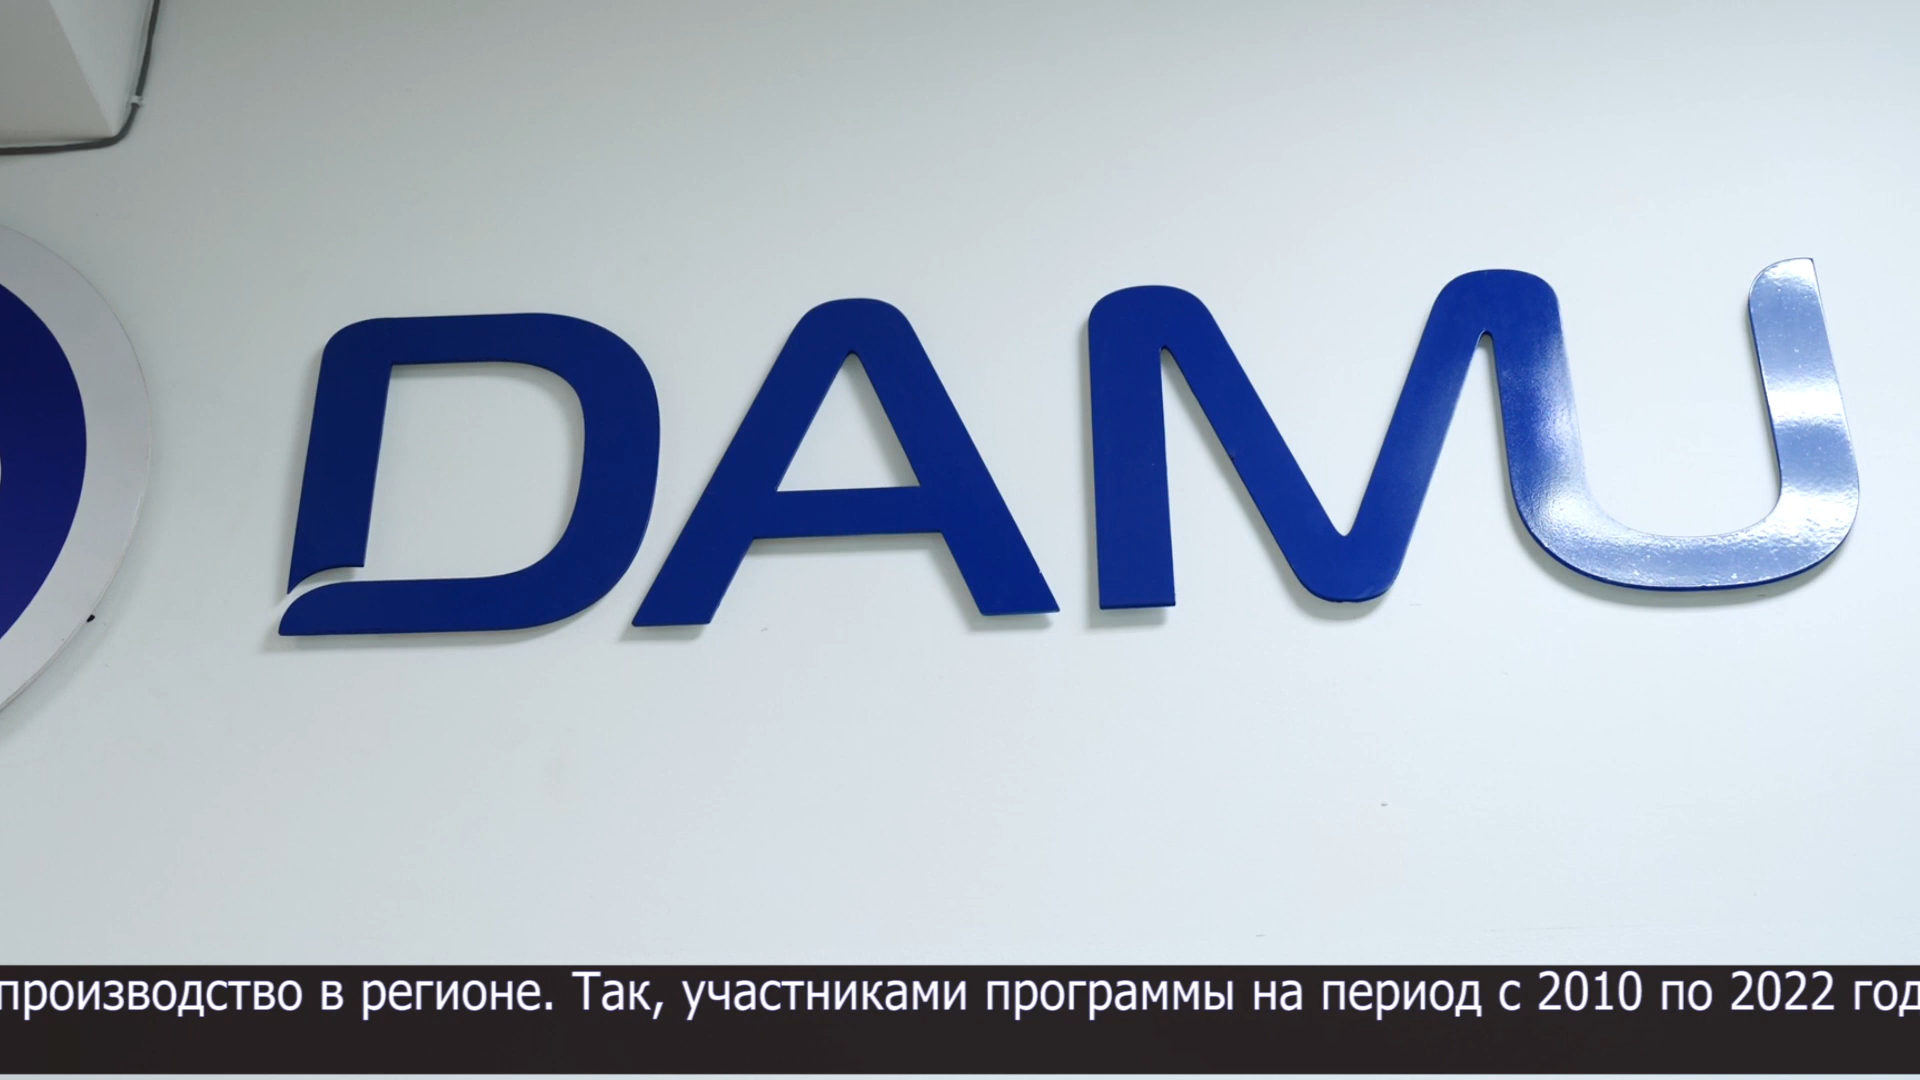 DAMU
производство в регионе. Так, участниками программы на период с 2010 по 2022 год